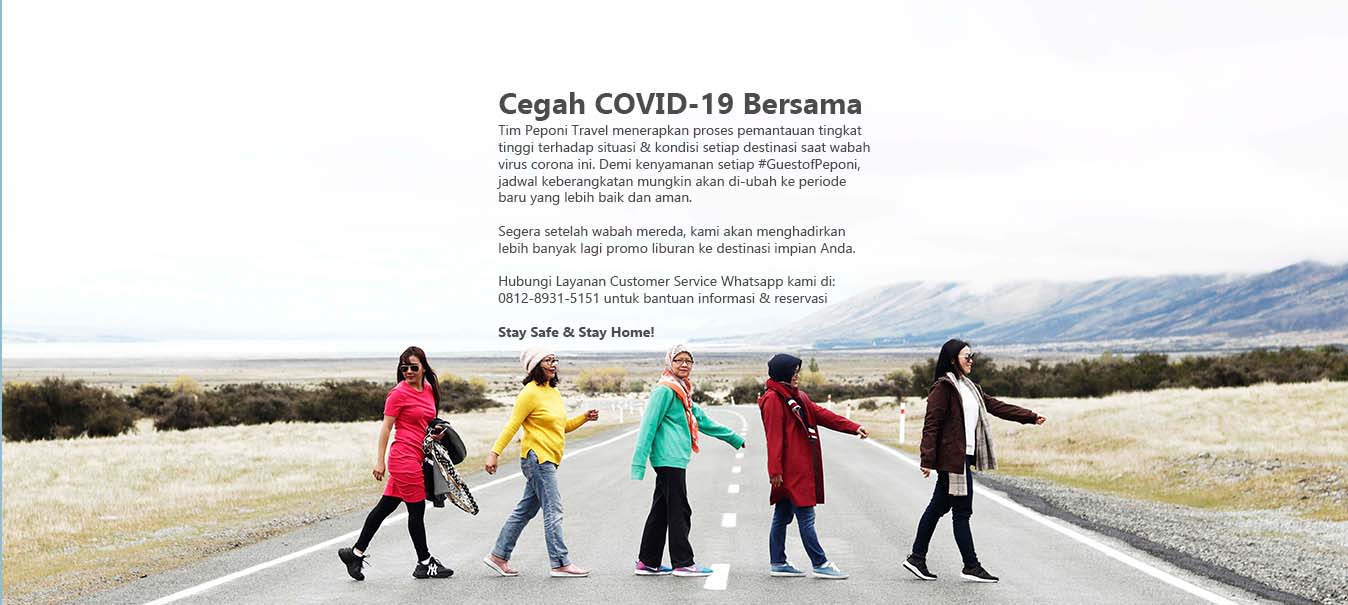 Cegah COVID-19 Bersama
Tim Peponi Travel menerapkan proses pemantauan tingkat
tinggi terhadap situasi & kondisi setiap destinasi saat wabah
virus corona ini. Demi kenyamanan setiap #GuestofPeponi,
jadwal keberangkatan mungkin akan di-ubah ke periode
baru yang lebih baik dan aman.
Segera setelah wabah mereda, kami akan menghadirkan
lebih banyak lagi promo liburan ke destinasi impian Anda.
Hubungi Layanan Customer Service Whatsapp kami di:
0812-8931-5151 untuk bantuan informasi & reservasi
Stay Safe & Stay Home!
NY